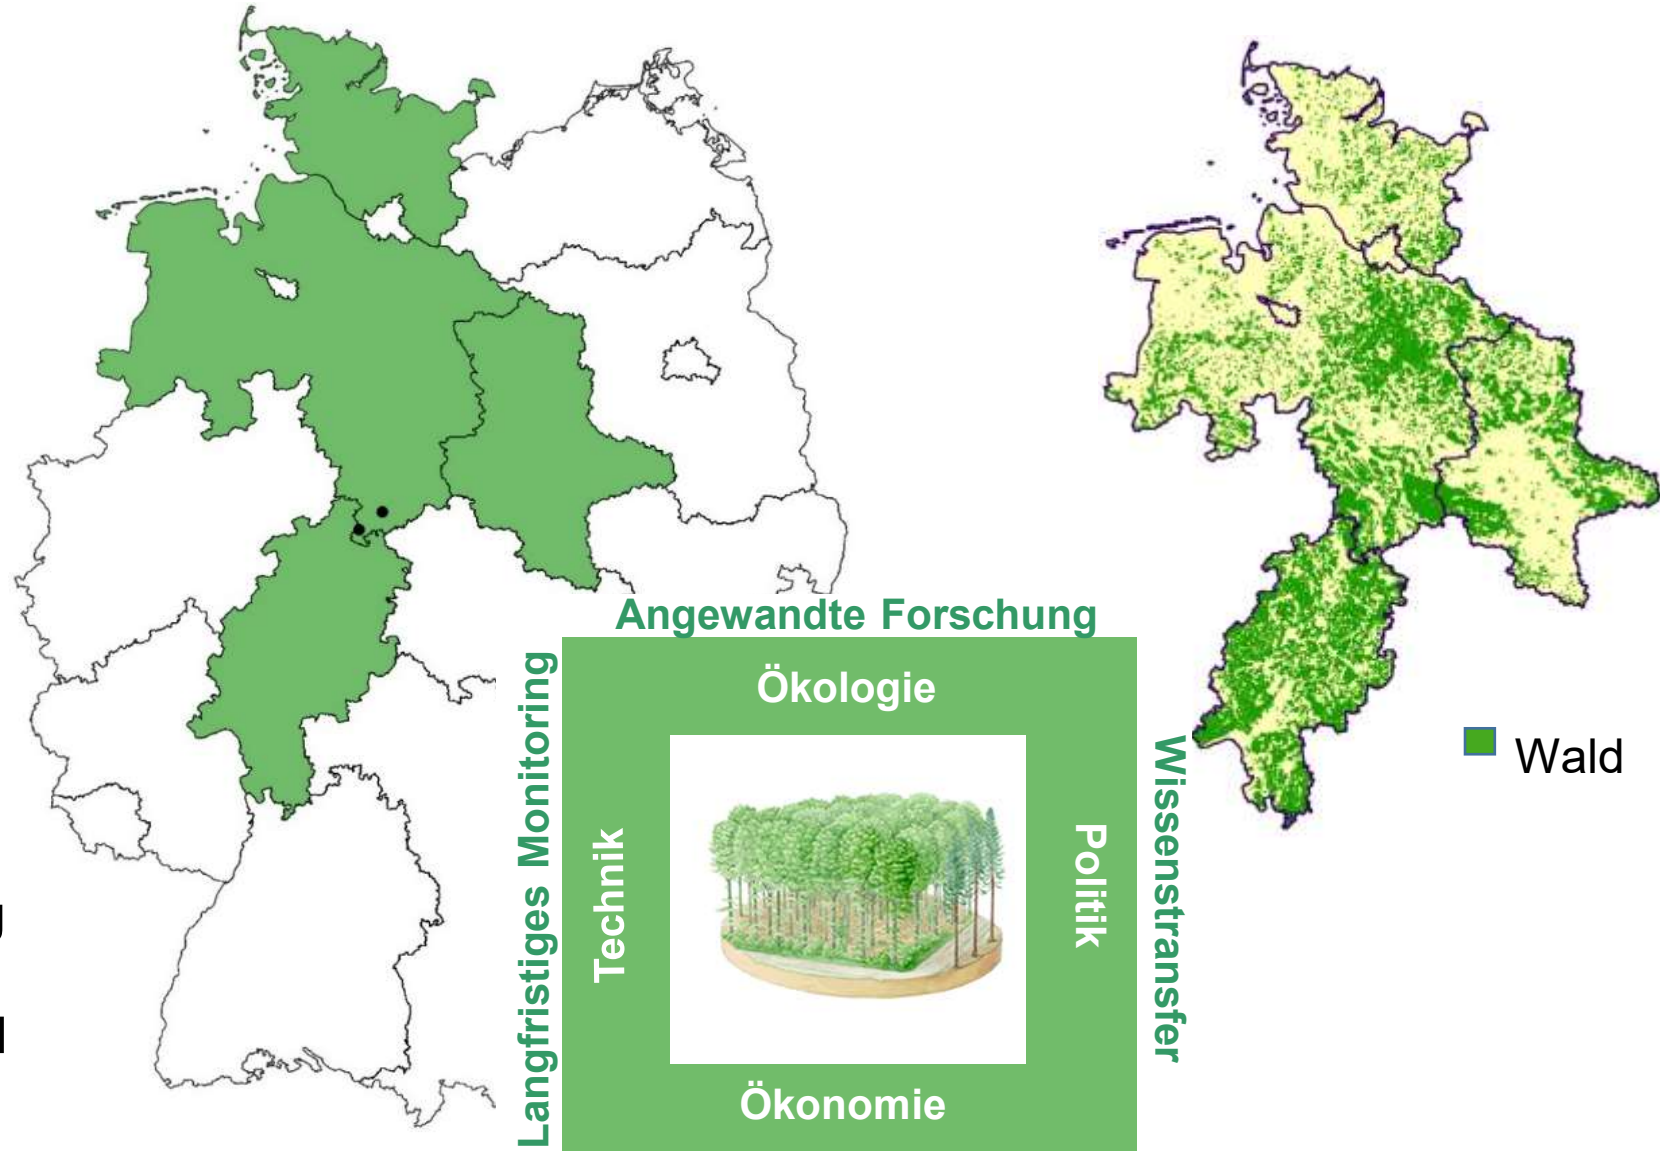 Angewandte Forschung
Ökologie
Langfristiges Monitoring
Technik
Politik
Wissenstransfer
Ökonomie
Wald